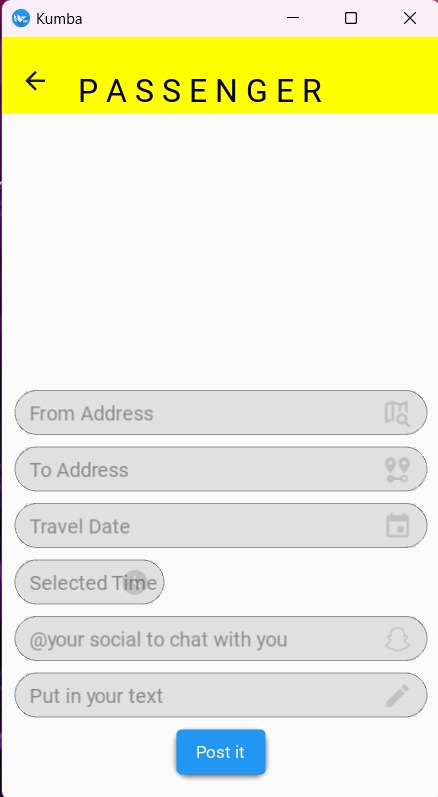 Kumba
PASSENGER
From Address
To Address
Travel Date
Selected Time
@your social to chat with you
Put in your text
Post it